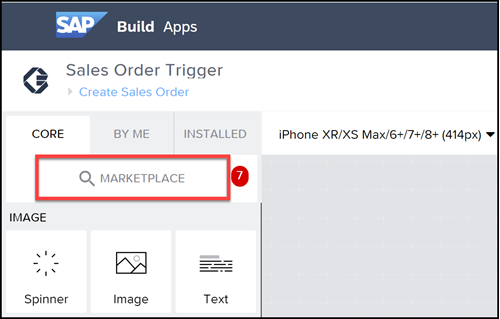 SAP Build Apps
Sales Order Trigger
Create Sales Order
CORE BY ME INSTALLED iPhone XR/XS Max/6+/7+/8+ (414px)
MARKETPLACE 7
IMAGE
Spinner Image Text